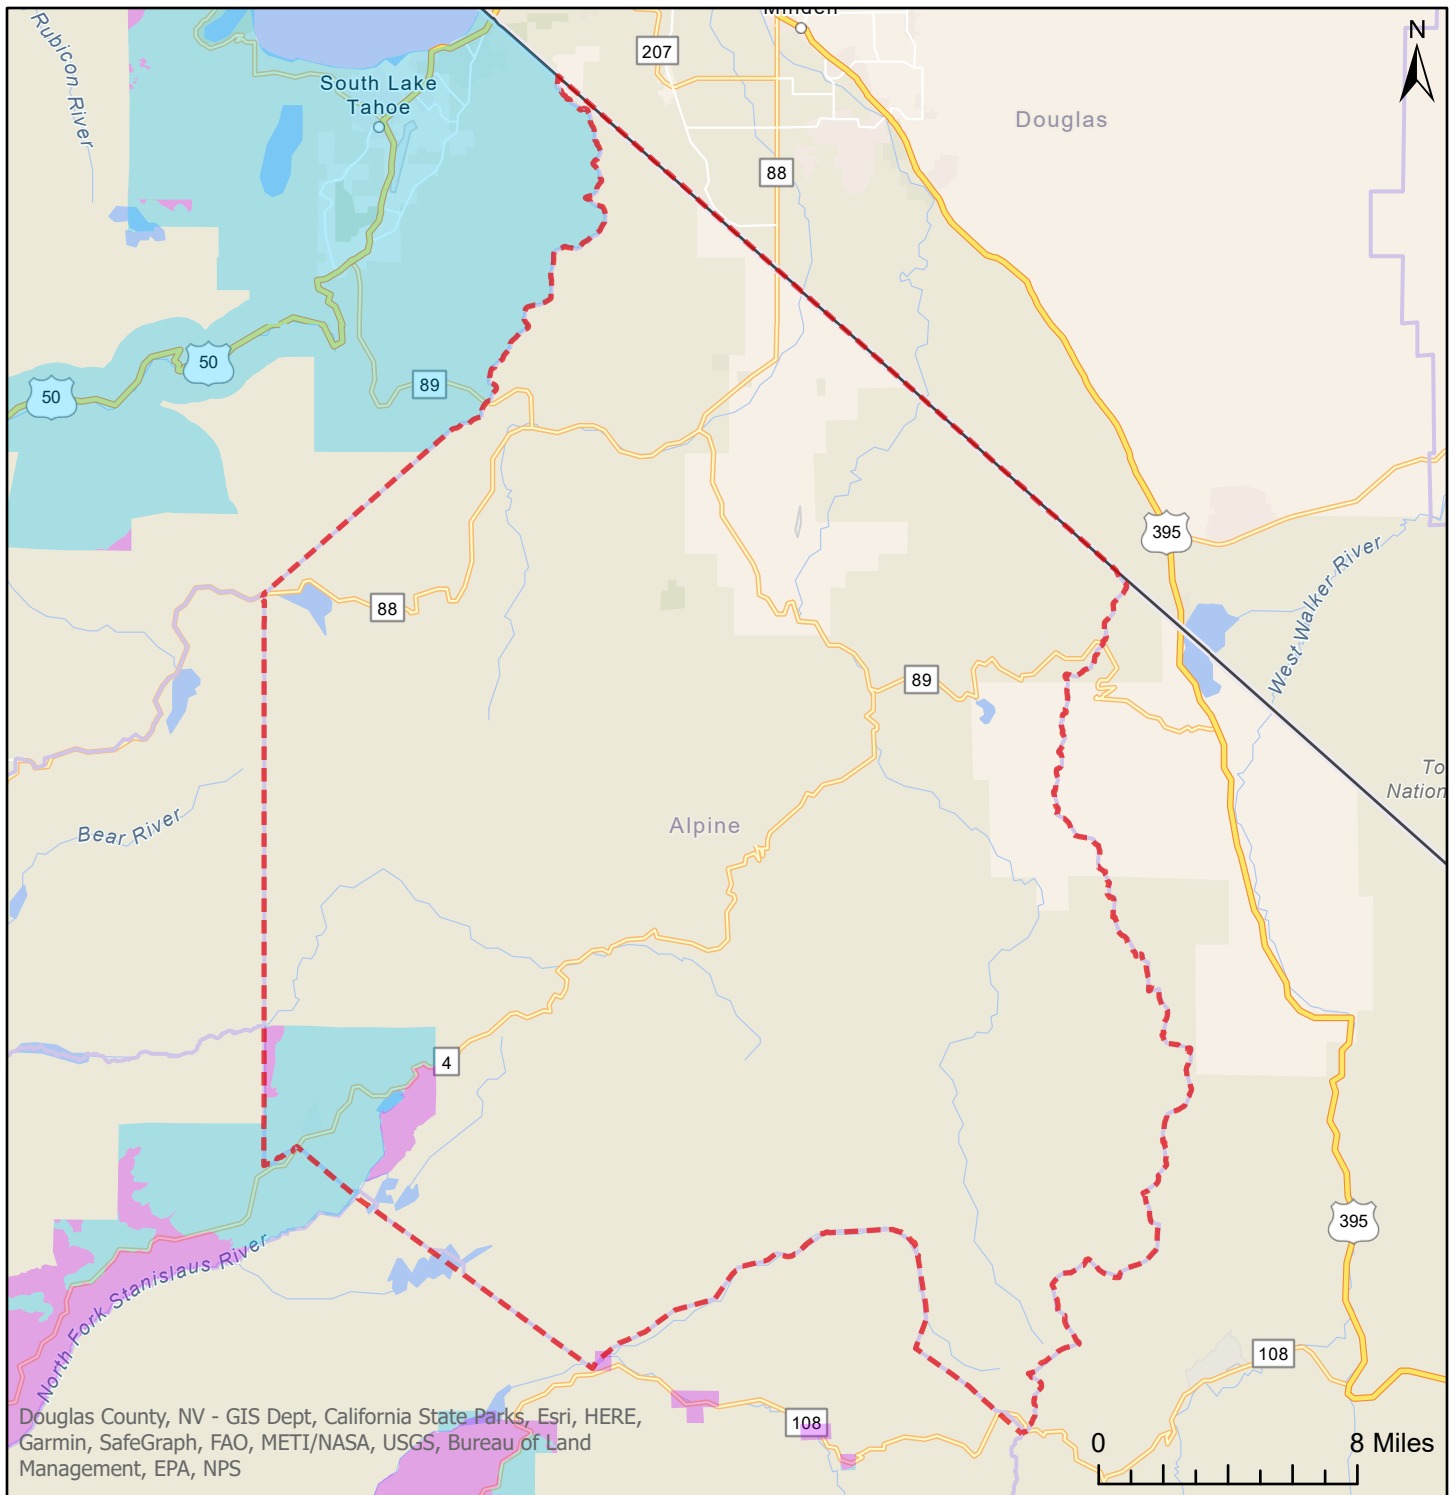 Minden
N
Rubicon River
207
South Lake
Tahoe
Douglas
88
50
50
89
395
West Walker River
88
89
To
Nation
Alpine
Bear River
4
395
North Fork Stanislaus River
108
108
Douglas County, NV - GIS Dept, California State Parks, Esri, HERE,
Garmin, SafeGraph, FAO, METI/NASA, USGS, Bureau of Land
Management, EPA, NPS
0 8 Miles